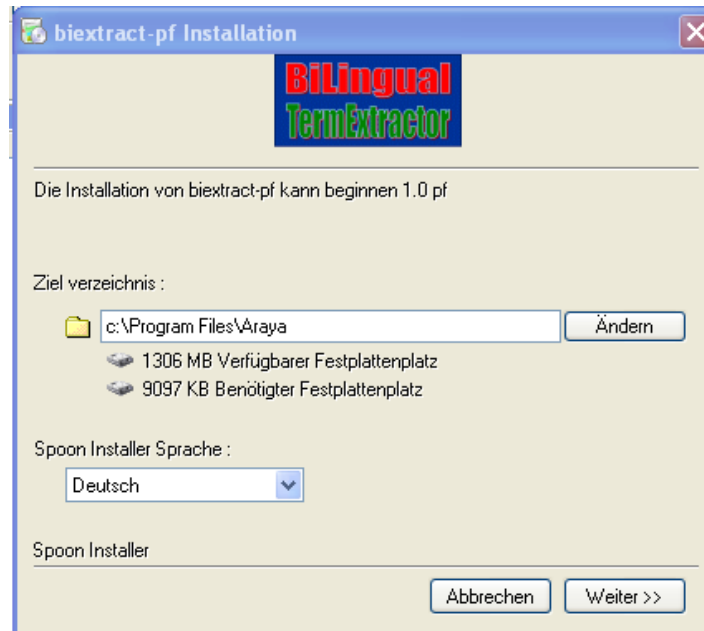 biextract-pf Installation
BiLingual
TermExtractor
Die Installation von biextract-pf kann beginnen 1.0 pf
Ziel verzeichnis :
c:\Program Files\Araya
Ändern
1306 MB Verfügbarer Festplattenplatz
9097 KB Benötigter Festplattenplatz
Spoon Installer Sprache :
Deutsch
Spoon Installer
Abbrechen
Weiter >>